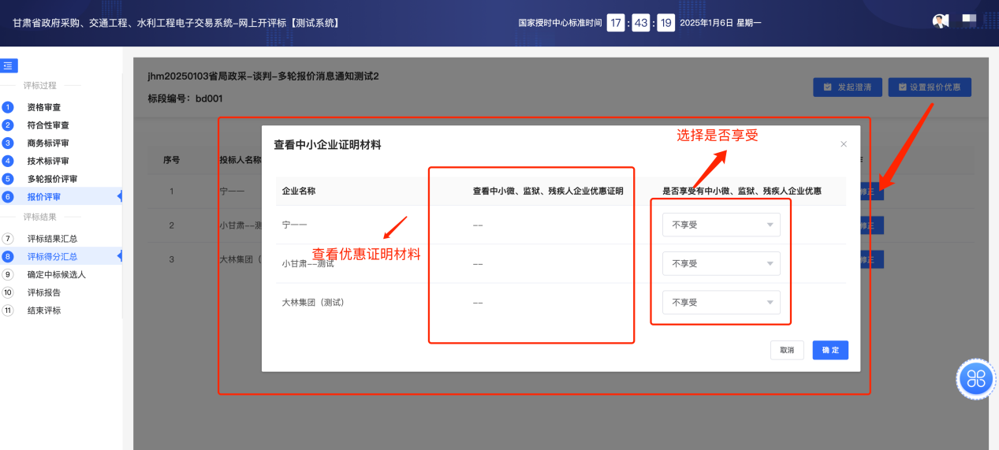 甘肃省政府采购、交通工程、水利工程电子交易系统-网上开评标【测试系统】
国家授时中心标准时间 17 : 43 : 19 2025年1月6日 星期一
jhm20250103省局政采-谈判-多轮报价消息通知测试2
标段编号：bd001
发起澄清
设置报价优惠
评标过程
1 资格审查
2 符合性审查
3 商务标评审
4 技术标评审
5 多轮报价评审
6 报价评审
评标结果
7 评标结果汇总
8 评标得分汇总
9 确定中标候选人
10 评标报告
11 结束评标
序号 投标人名称
1 宁一一 修正
2 小甘肃--测 修正
3 大林集团（ 修正
选择是否享受
查看中小企业证明材料 ×
企业名称 查看中小微、监狱、残疾人企业优惠证明 是否享受有中小微、监狱、残疾人企业优惠
宁一一 -- 不享受
查看优惠证明材料
小甘肃--测试 -- 不享受
大林集团（测试） -- 不享受
取消 确 定